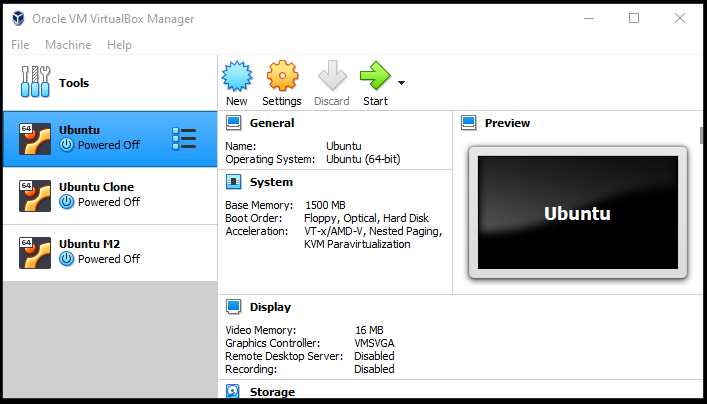 Oracle VM VirtualBox Manager
File Machine Help
Tools
New Settings Discard Start
64 Ubuntu
Powered Off
64 Ubuntu Clone
Powered Off
64 Ubuntu M2
Powered Off
General
Name: Ubuntu
Operating System: Ubuntu (64-bit)
System
Base Memory: 1500 MB
Boot Order: Floppy, Optical, Hard Disk
Acceleration: VT-x/AMD-V, Nested Paging,
KVM Paravirtualization
Preview
Ubuntu
Display
Video Memory: 16 MB
Graphics Controller: VMSVGA
Remote Desktop Server: Disabled
Recording: Disabled
Storage